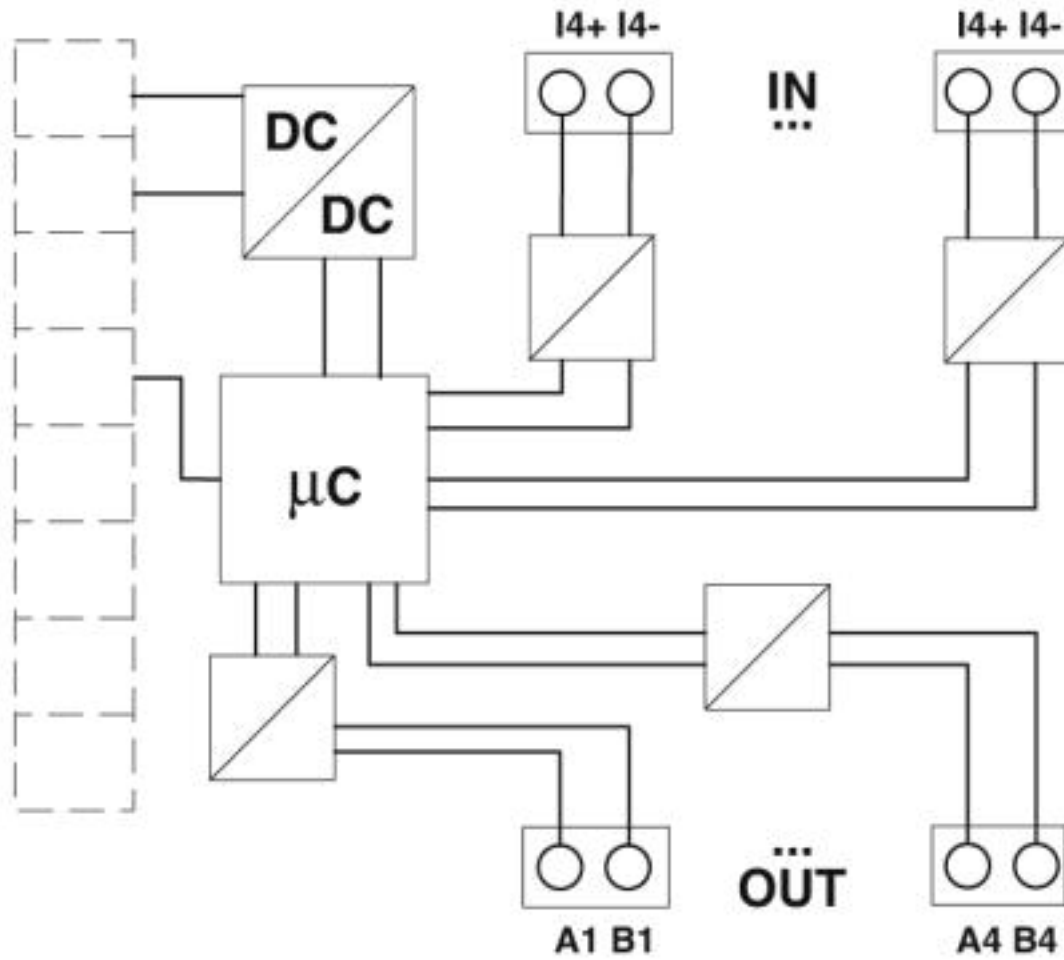 I4+ I4-
IN
...
I4+ I4-
DC
DC
μC
...
OUT
A1 B1
A4 B4